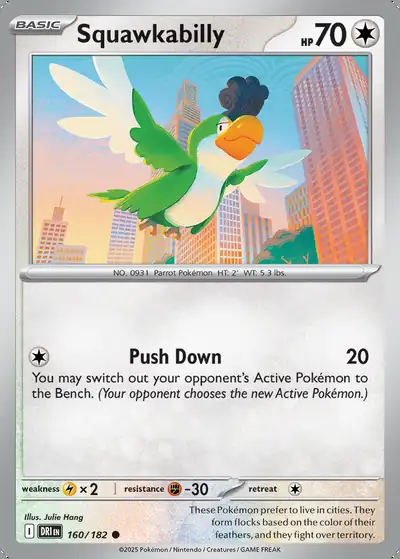 BASIC
Squawkabilly
HP 70
NO. 0931 Parrot Pokémon HT: 2' WT: 5.3 lbs.
Push Down 20
You may switch out your opponent's Active Pokémon to
the Bench. (Your opponent chooses the new Active Pokémon.)
weakness ×2 resistance -30 retreat
Illus. Julie Hang
I DRI EN 160/182
These Pokémon prefer to live in cities. They
form flocks based on the color of their
feathers, and they fight over territory.
©2025 Pokémon / Nintendo / Creatures / GAME FREAK